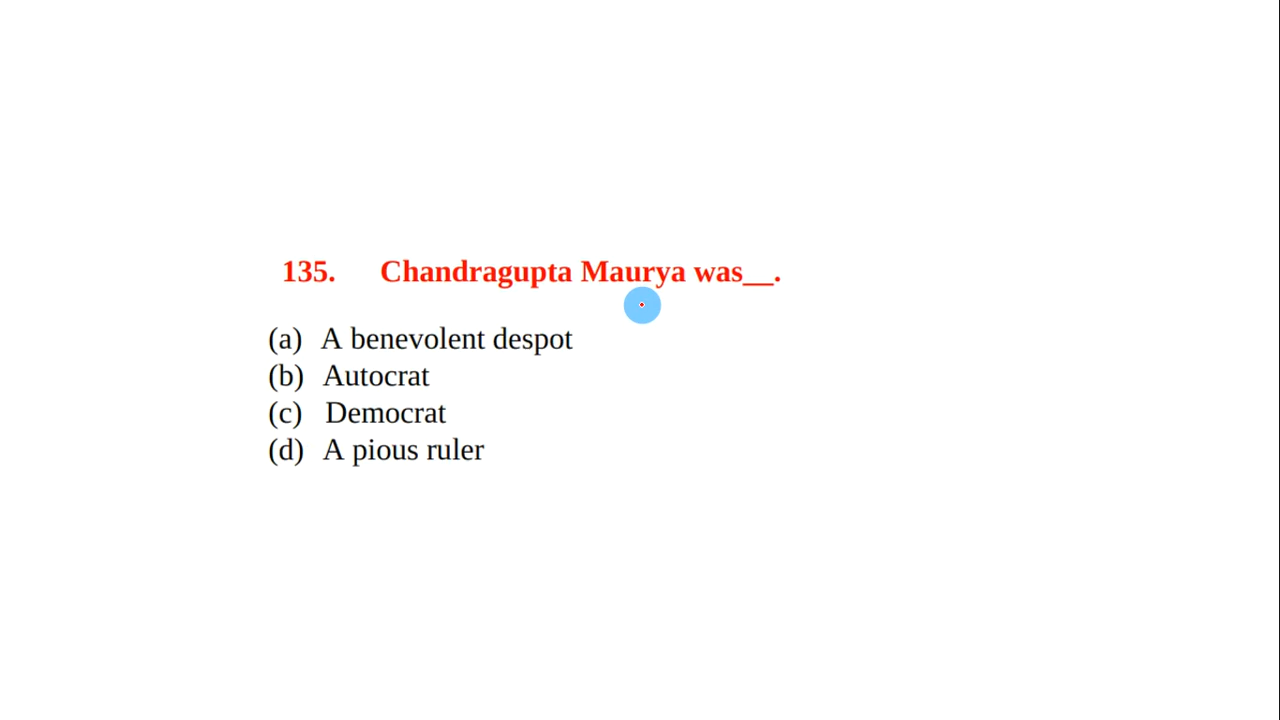 135. Chandragupta Maurya was__.
(a) A benevolent despot
(b) Autocrat
(c) Democrat
(d) A pious ruler